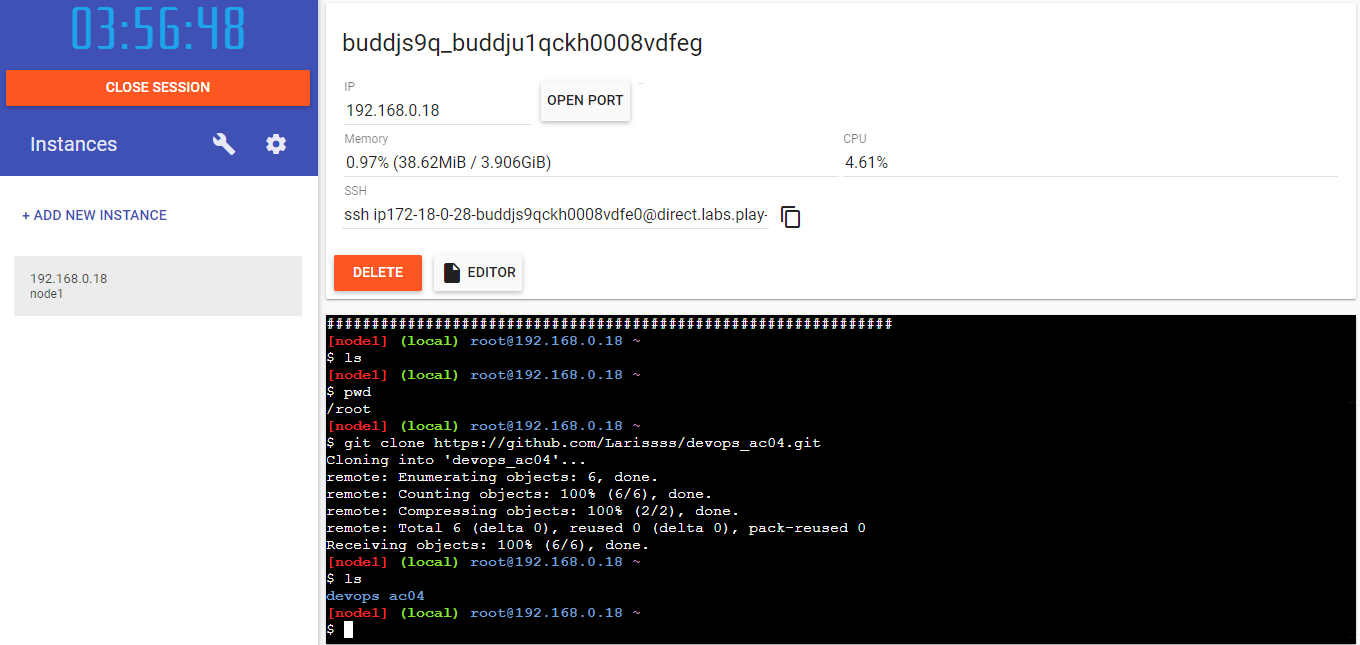 03:56:48
CLOSE SESSION
Instances
+ ADD NEW INSTANCE
192.168.0.18
node1
buddjs9q_buddju1qckh0008vdfeg
IP
192.168.0.18
OPEN PORT
Memory
0.97% (38.62MiB / 3.906GiB)
CPU
4.61%
SSH
ssh ip172-18-0-28-buddjs9qckh0008vdfe0@direct.labs.play-
DELETE
EDITOR
###############################################################
[node1] (local) root@192.168.0.18 ~
$ ls
[node1] (local) root@192.168.0.18 ~
$ pwd
/root
[node1] (local) root@192.168.0.18 ~
$ git clone https://github.com/Larissss/devops_ac04.git
Cloning into 'devops_ac04'...
remote: Enumerating objects: 6, done.
remote: Counting objects: 100% (6/6), done.
remote: Compressing objects: 100% (2/2), done.
remote: Total 6 (delta 0), reused 0 (delta 0), pack-reused 0
Receiving objects: 100% (6/6), done.
[node1] (local) root@192.168.0.18 ~
$ ls
devops ac04
[node1] (local) root@192.168.0.18 ~
$